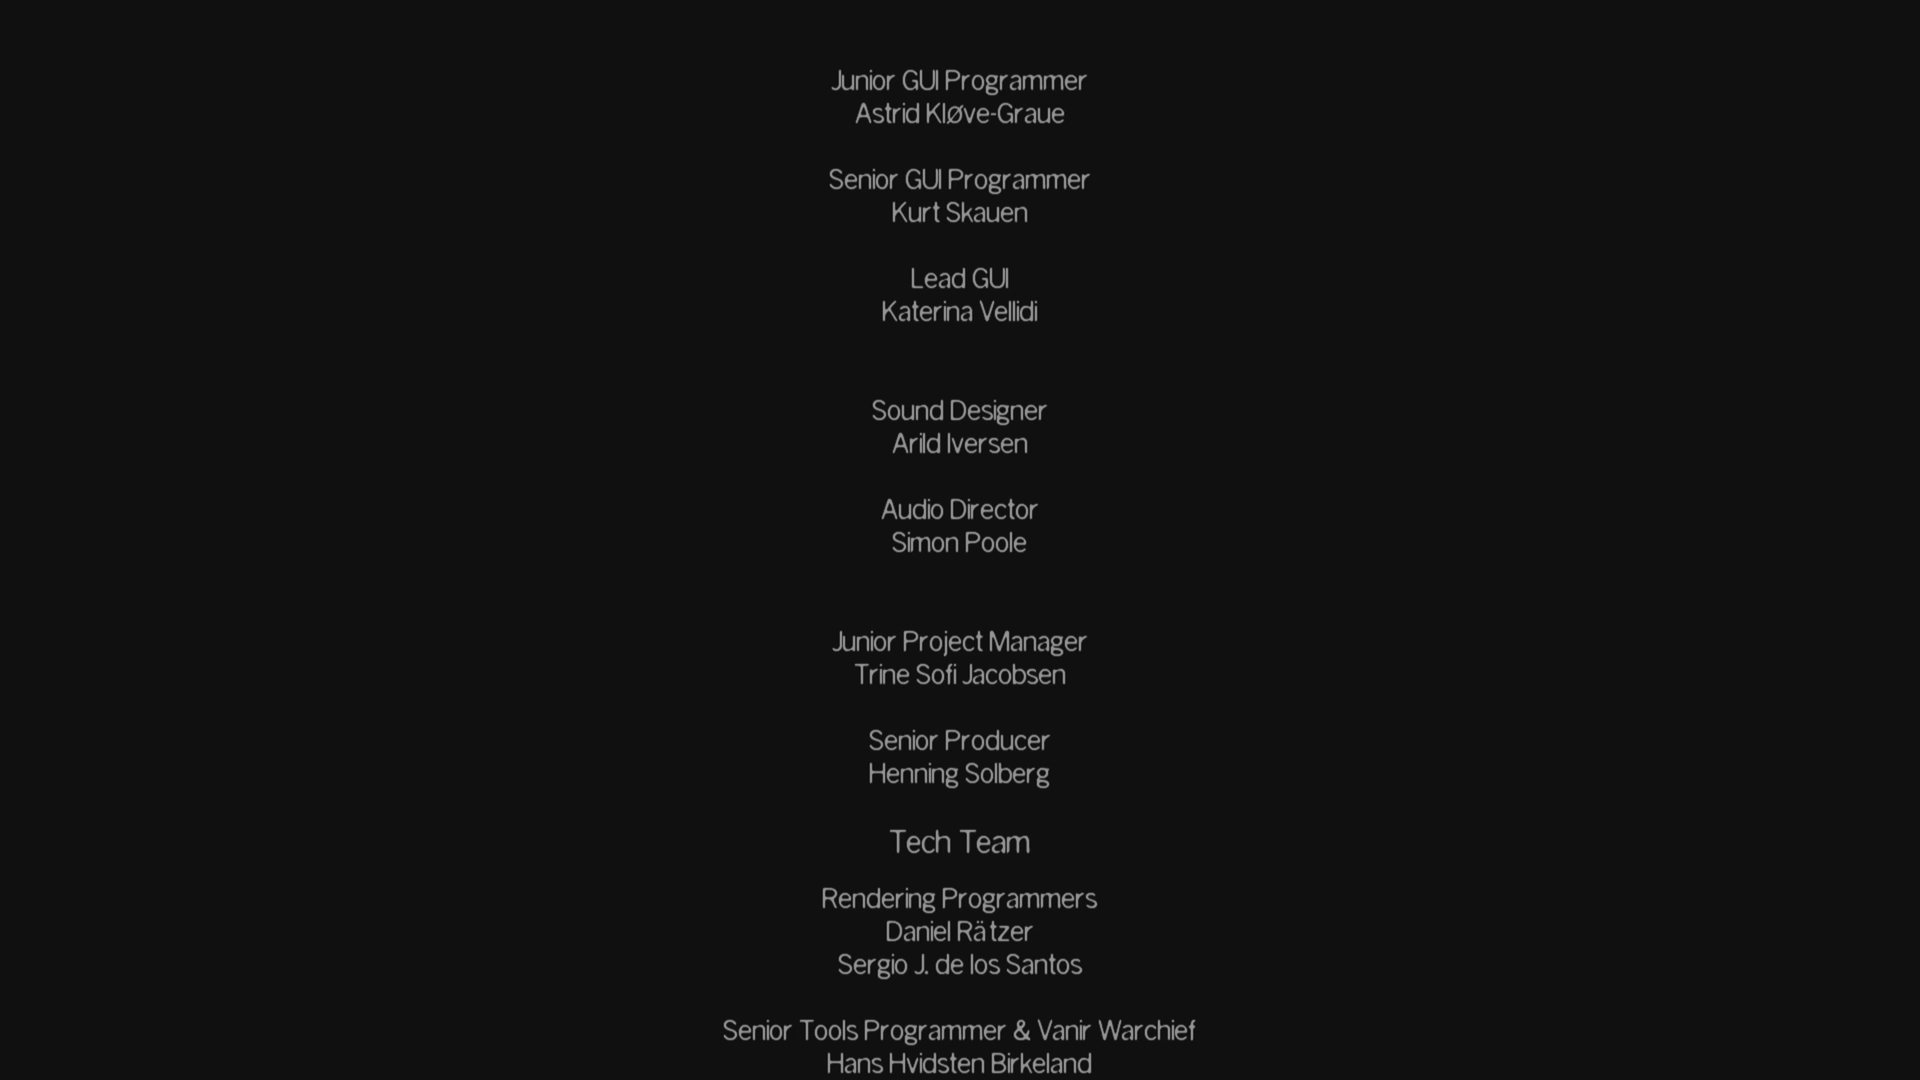 Junior GUI Programmer
Astrid Kløve-Graue
Senior GUI Programmer
Kurt Skauen
Lead GUI
Katerina Vellidi
Sound Designer
Arild Iversen
Audio Director
Simon Poole
Junior Project Manager
Trine Sofi Jacobsen
Senior Producer
Henning Solberg
Tech Team
Rendering Programmers
Daniel Rätzer
Sergio J. de los Santos
Senior Tools Programmer & Vanir Warchief
Hans Hvidsten Birkeland